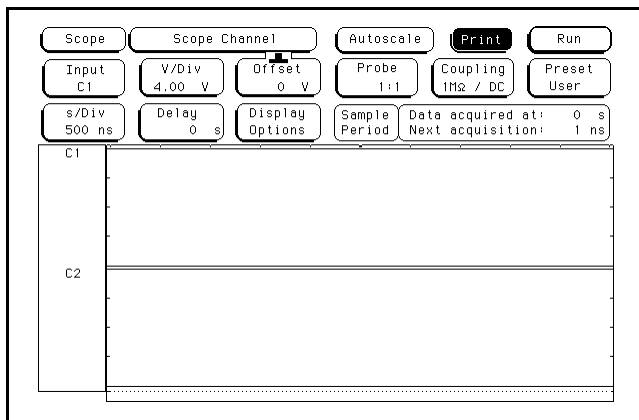 Scope Scope Channel Autoscale Print Run
Input V/Div Offset Probe Coupling Preset
C1 4.00 V 0 V 1:1 1MΩ / DC User
s/Div Delay Display Sample Data acquired at: 0 s
500 ns 0 s Options Period Next acquisition: 1 ns
C1
C2